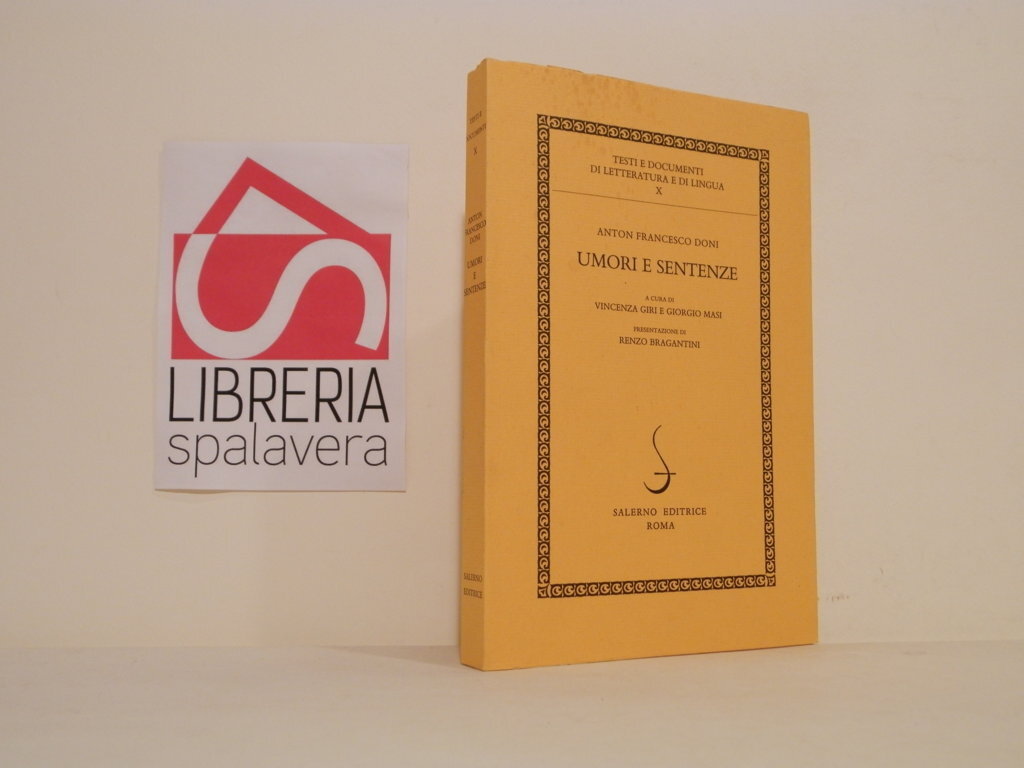 LIBRERIA
spalavera
TESTI E
DOCUMENTI
X
ANTON
FRANCESCO
DONI
UMORI
E
SENTENZE
SALERNO
EDITRICE
TESTI E DOCUMENTI
DI LETTERATURA E DI LINGUA
X
ANTON FRANCESCO DONI
UMORI E SENTENZE
A CURA DI
VINCENZA GIRI E GIORGIO MASI
PRESENTAZIONE DI
RENZO BRAGANTINI
SALERNO EDITRICE
ROMA